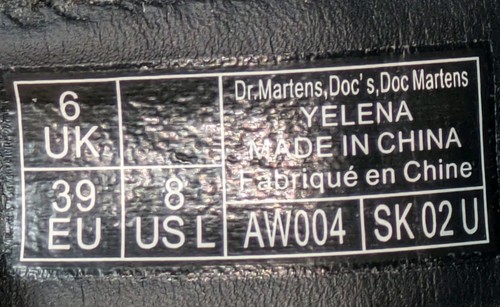 Dr.Martens,Doc's,Doc Martens
YELENA
MADE IN CHINA
Fabriqué en Chine
6
UK
39
EU
8
US L
AW004
SK 02 U